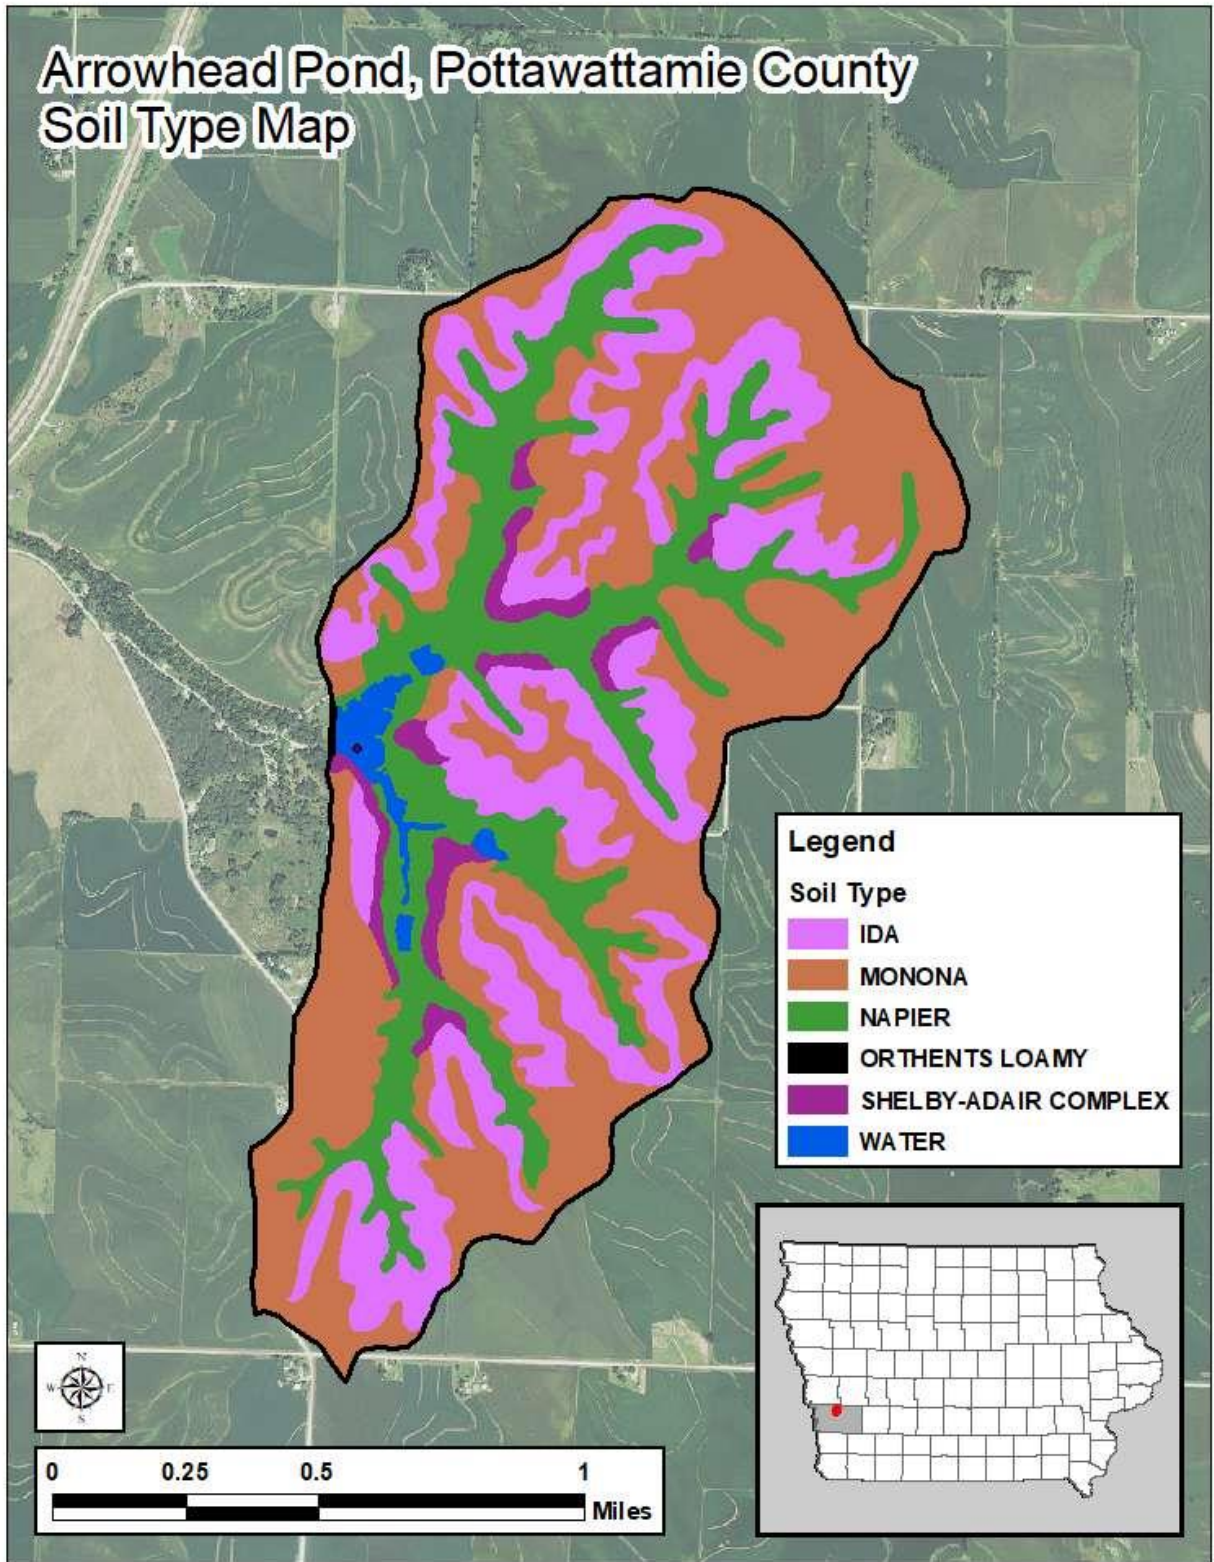 Arrowhead Pond, Pottawattamie County
Soil Type Map
Legend
Soil Type
IDA
MONONA
NAPIER
ORTHENTS LOAMY
SHELBY-ADAIR COMPLEX
WATER
N
W E
S
0 0.25 0.5 1
Miles